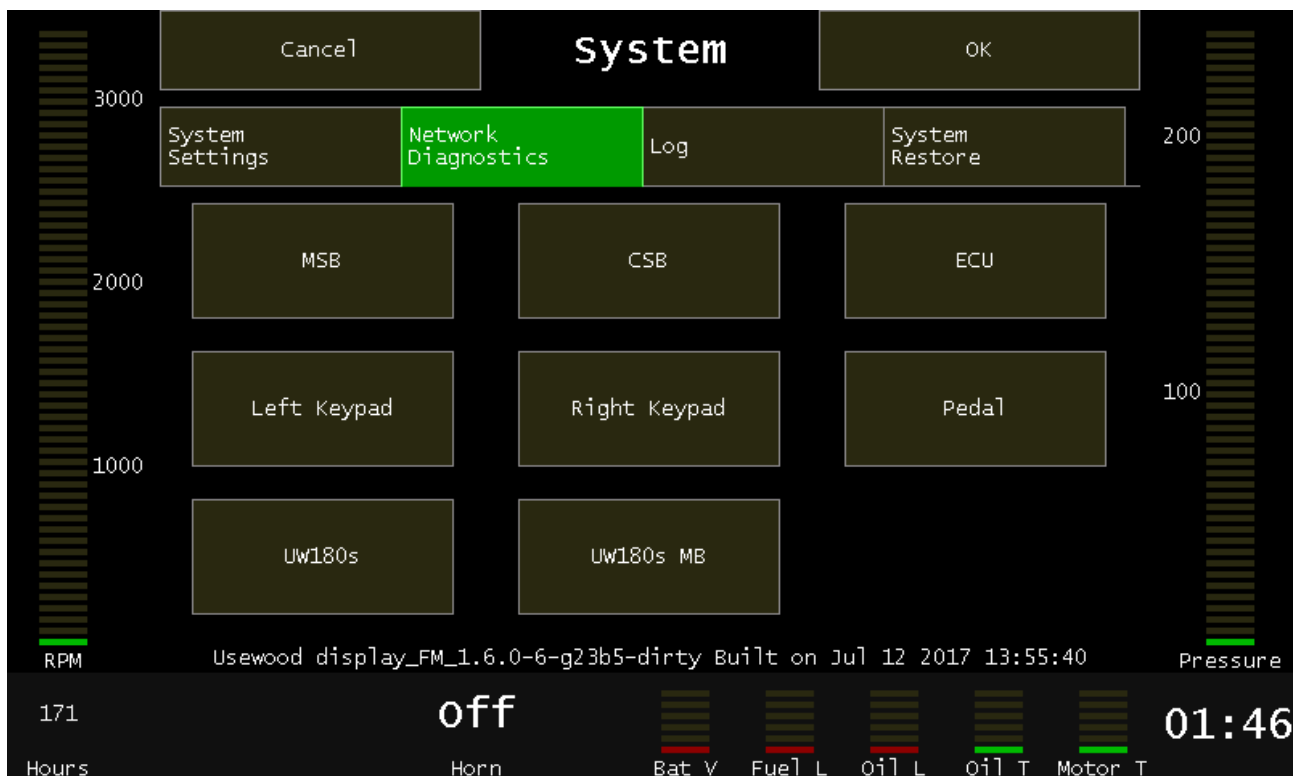 Cancel
System
OK
3000
System
Settings
Network
Diagnostics
Log
System
Restore
200
MSB
CSB
ECU
2000
Left Keypad
Right Keypad
Pedal
100
1000
UW180s
UW180s MB
RPM
Usewood display_FM_1.6.0-6-g23b5-dirty Built on Jul 12 2017 13:55:40
Pressure
171
Off
01:46
Hours
Horn
Bat V
Fuel L
Oil L
Oil T
Motor T